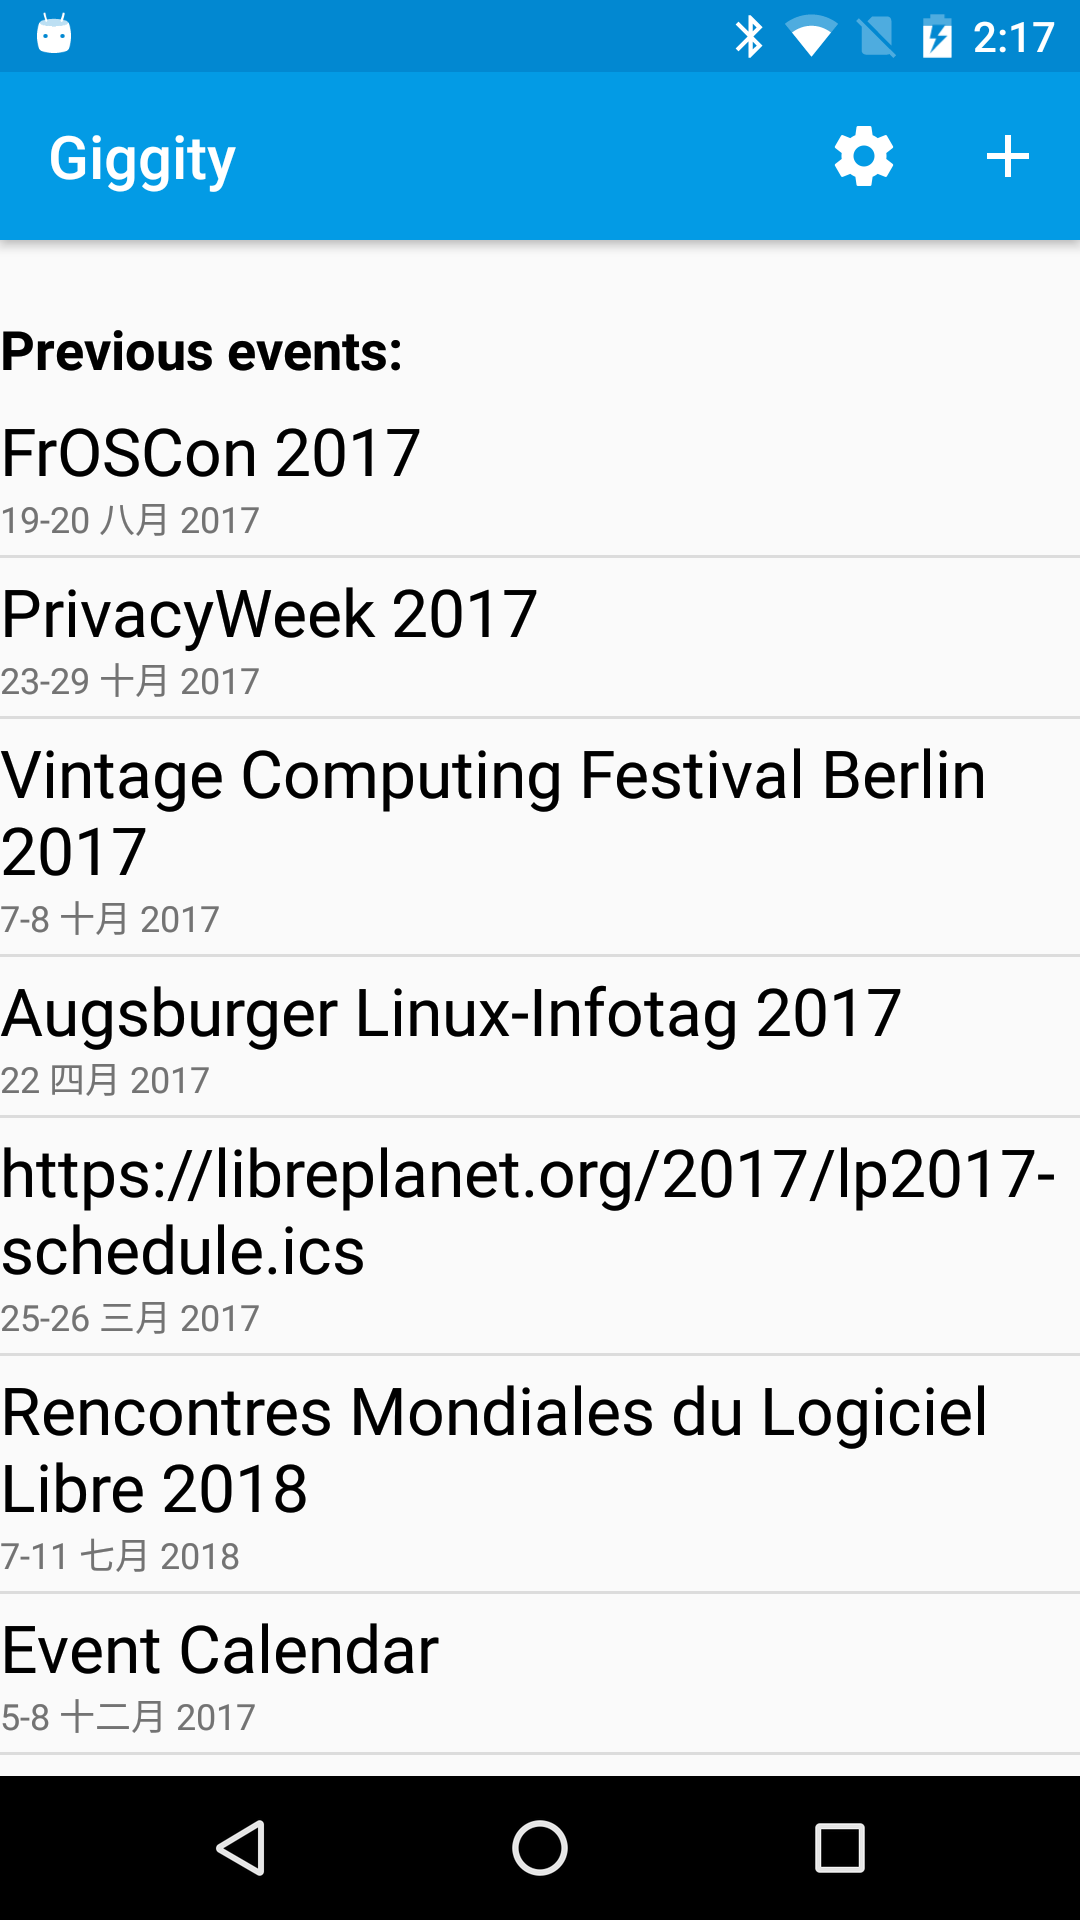 2:17
Giggity
Previous events:
FrOSCon 2017
19-20 八月 2017
PrivacyWeek 2017
23-29 十月 2017
Vintage Computing Festival Berlin
2017
7-8 十月 2017
Augsburger Linux-Infotag 2017
22 四月 2017
https://libreplanet.org/2017/lp2017-
schedule.ics
25-26 三月 2017
Rencontres Mondiales du Logiciel
Libre 2018
7-11 七月 2018
Event Calendar
5-8 十二月 2017